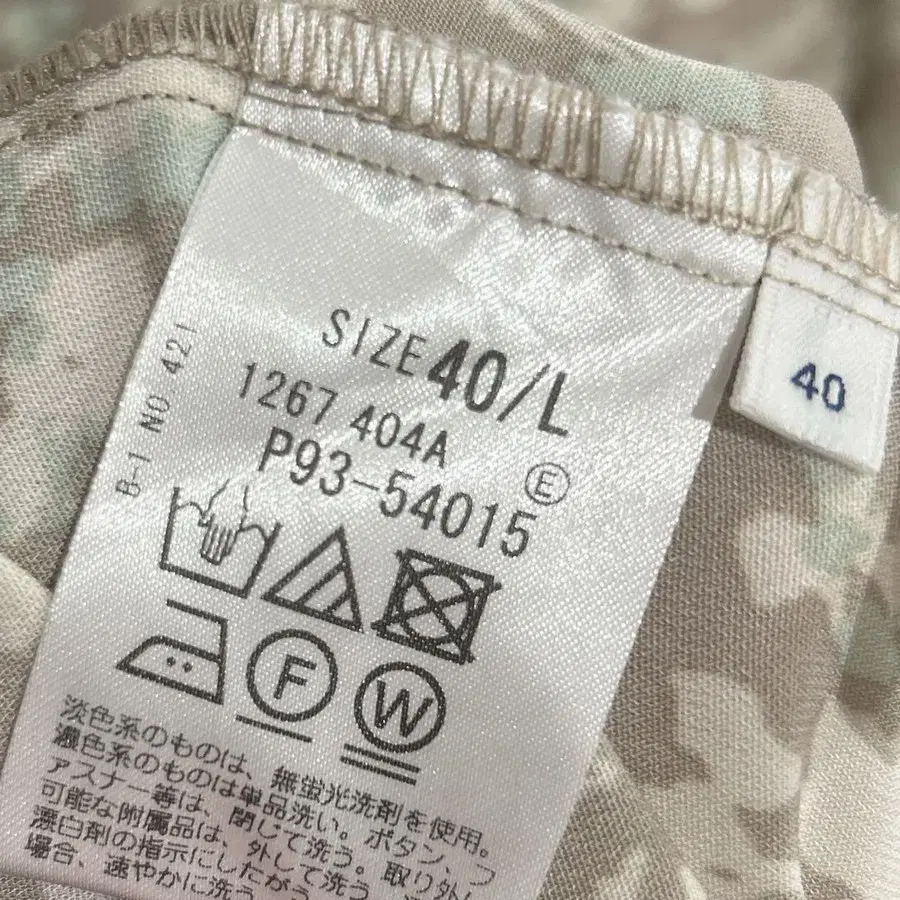 SIZE 40/L
1267 404A
P93-54015
E
B-1 NO 421
40
F
W
淡色系のものは、無蛍光洗剤を使用。
濃色系のものは単品洗い。ボタン、フ
ァスナー等は、閉じて洗う。取り外し
可能な附属品は、外して洗う
漂白剤の指示にしたがう
場合、速やかに洗う